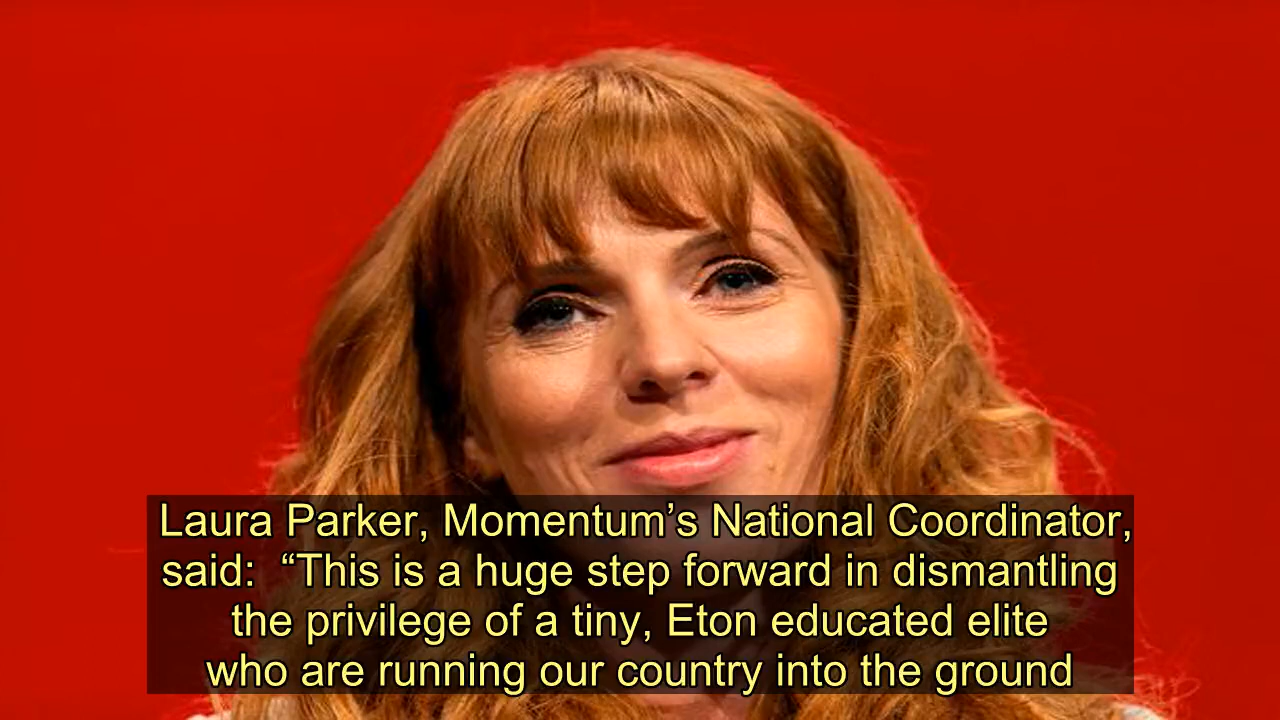 Laura Parker, Momentum’s National Coordinator,
said:  “This is a huge step forward in dismantling
the privilege of a tiny, Eton educated elite
who are running our country into the ground